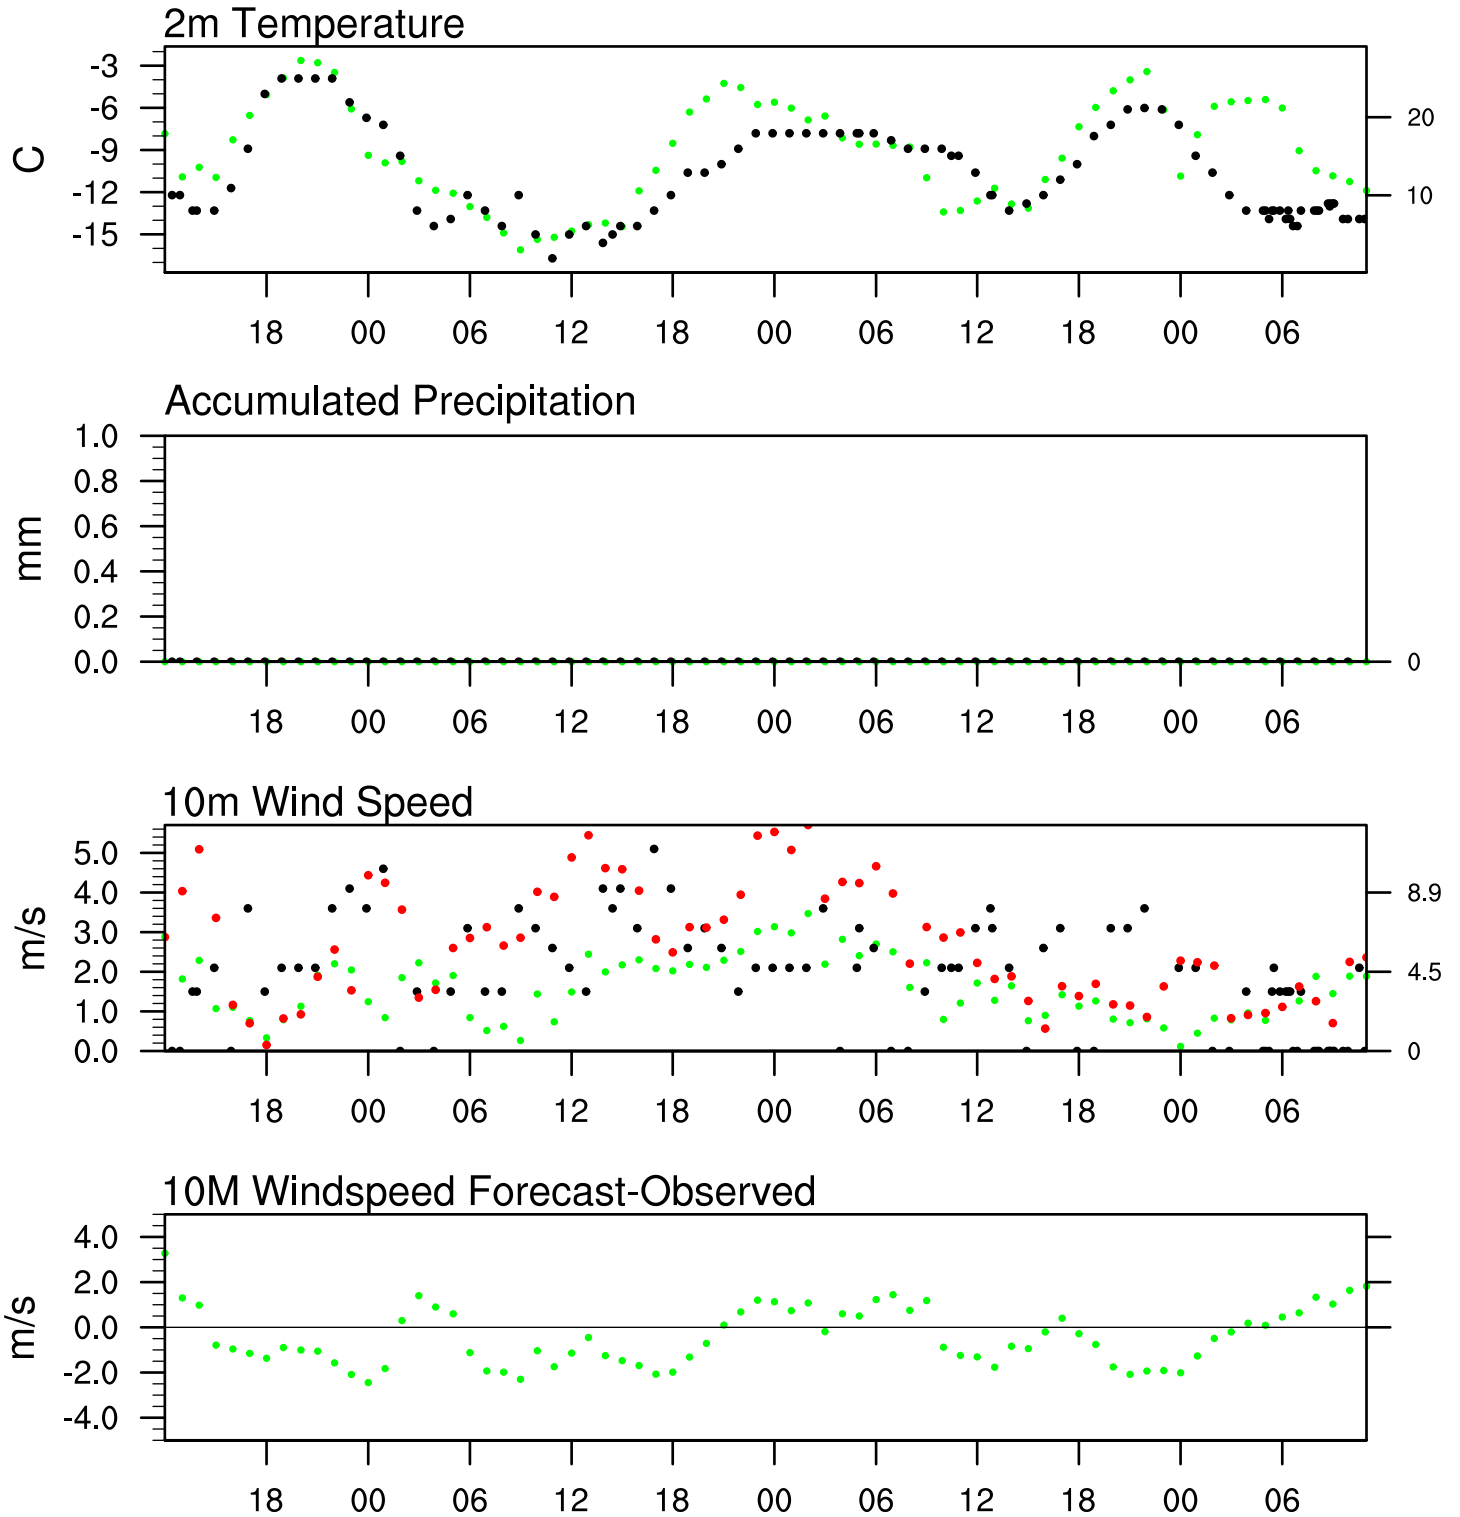 2m Temperature
C
-3
-6
-9
-12
-15
20
10
18 00 06 12 18 00 06 12 18 00 06
Accumulated Precipitation
mm
1.0
0.8
0.6
0.4
0.2
0.0
0
18 00 06 12 18 00 06 12 18 00 06
10m Wind Speed
m/s
5.0
4.0
3.0
2.0
1.0
0.0
8.9
4.5
0
18 00 06 12 18 00 06 12 18 00 06
10M Windspeed Forecast-Observed
m/s
4.0
2.0
0.0
-2.0
-4.0
18 00 06 12 18 00 06 12 18 00 06